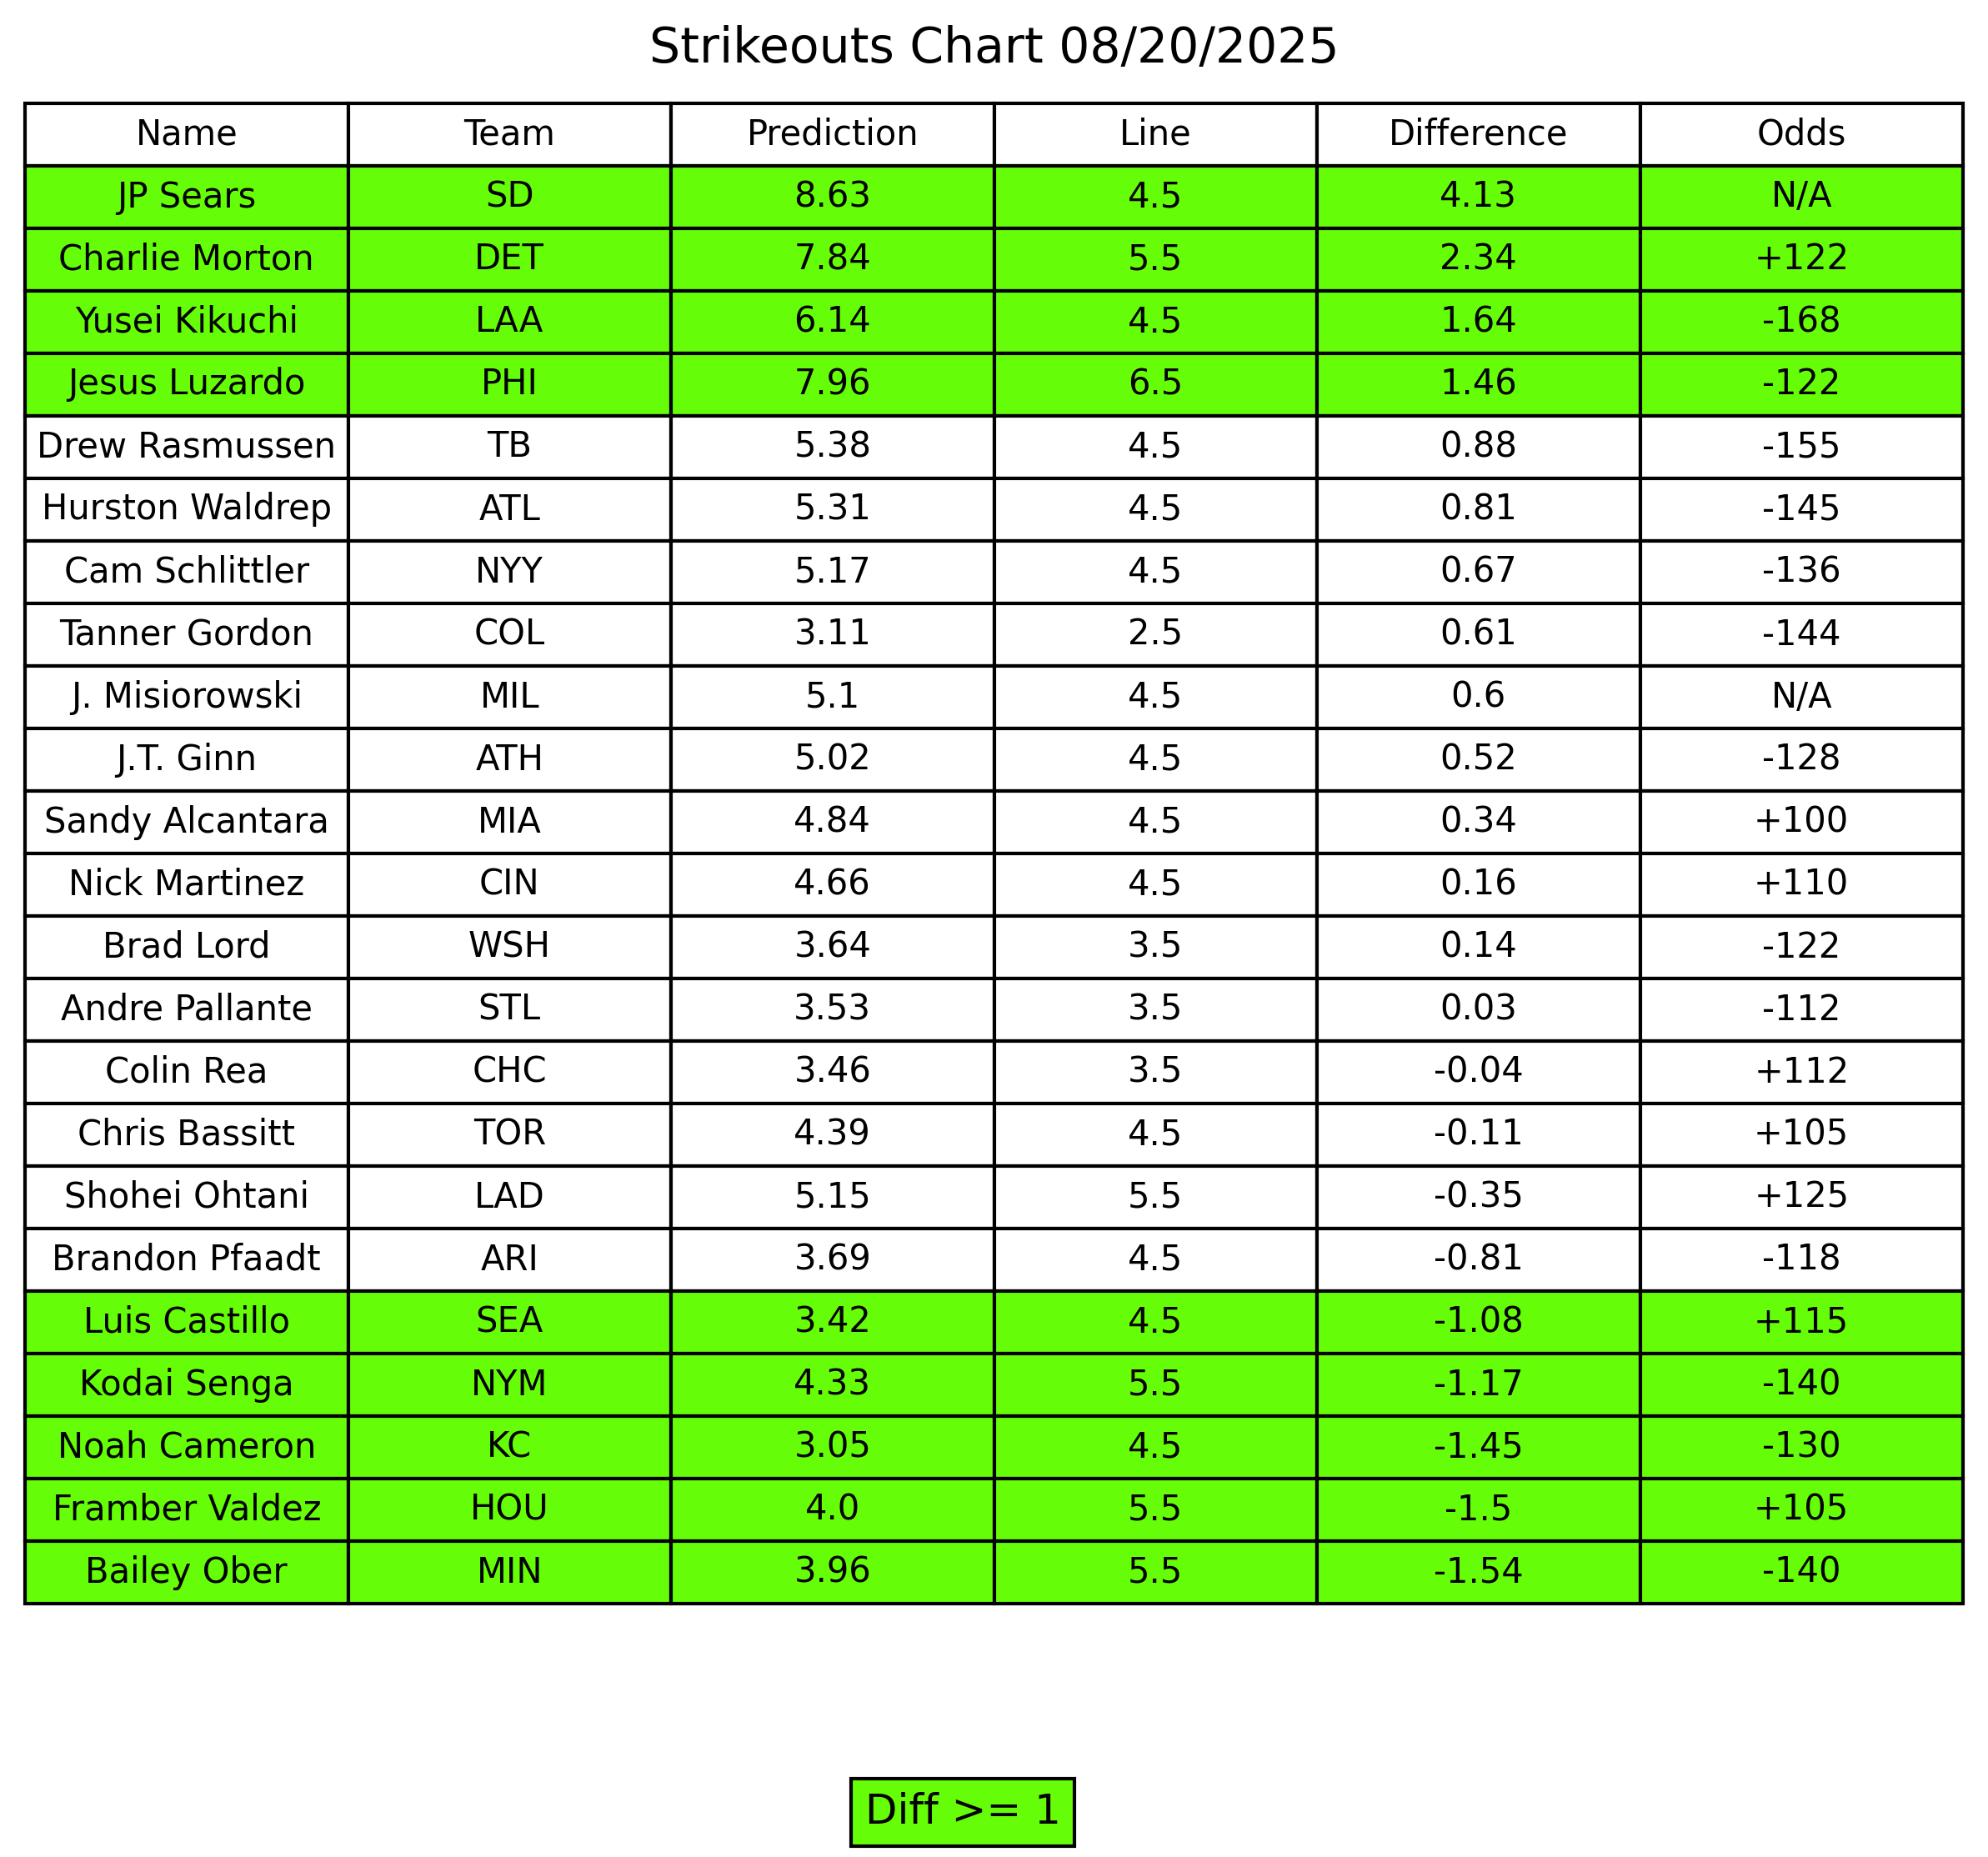 Strikeouts Chart 08/20/2025
Name Team Prediction Line Difference Odds
JP Sears SD 8.63 4.5 4.13 N/A
Charlie Morton DET 7.84 5.5 2.34 +122
Yusei Kikuchi LAA 6.14 4.5 1.64 -168
Jesus Luzardo PHI 7.96 6.5 1.46 -122
Drew Rasmussen TB 5.38 4.5 0.88 -155
Hurston Waldrep ATL 5.31 4.5 0.81 -145
Cam Schlittler NYY 5.17 4.5 0.67 -136
Tanner Gordon COL 3.11 2.5 0.61 -144
J. Misiorowski MIL 5.1 4.5 0.6 N/A
J.T. Ginn ATH 5.02 4.5 0.52 -128
Sandy Alcantara MIA 4.84 4.5 0.34 +100
Nick Martinez CIN 4.66 4.5 0.16 +110
Brad Lord WSH 3.64 3.5 0.14 -122
Andre Pallante STL 3.53 3.5 0.03 -112
Colin Rea CHC 3.46 3.5 -0.04 +112
Chris Bassitt TOR 4.39 4.5 -0.11 +105
Shohei Ohtani LAD 5.15 5.5 -0.35 +125
Brandon Pfaadt ARI 3.69 4.5 -0.81 -118
Luis Castillo SEA 3.42 4.5 -1.08 +115
Kodai Senga NYM 4.33 5.5 -1.17 -140
Noah Cameron KC 3.05 4.5 -1.45 -130
Framber Valdez HOU 4.0 5.5 -1.5 +105
Bailey Ober MIN 3.96 5.5 -1.54 -140
Diff >= 1